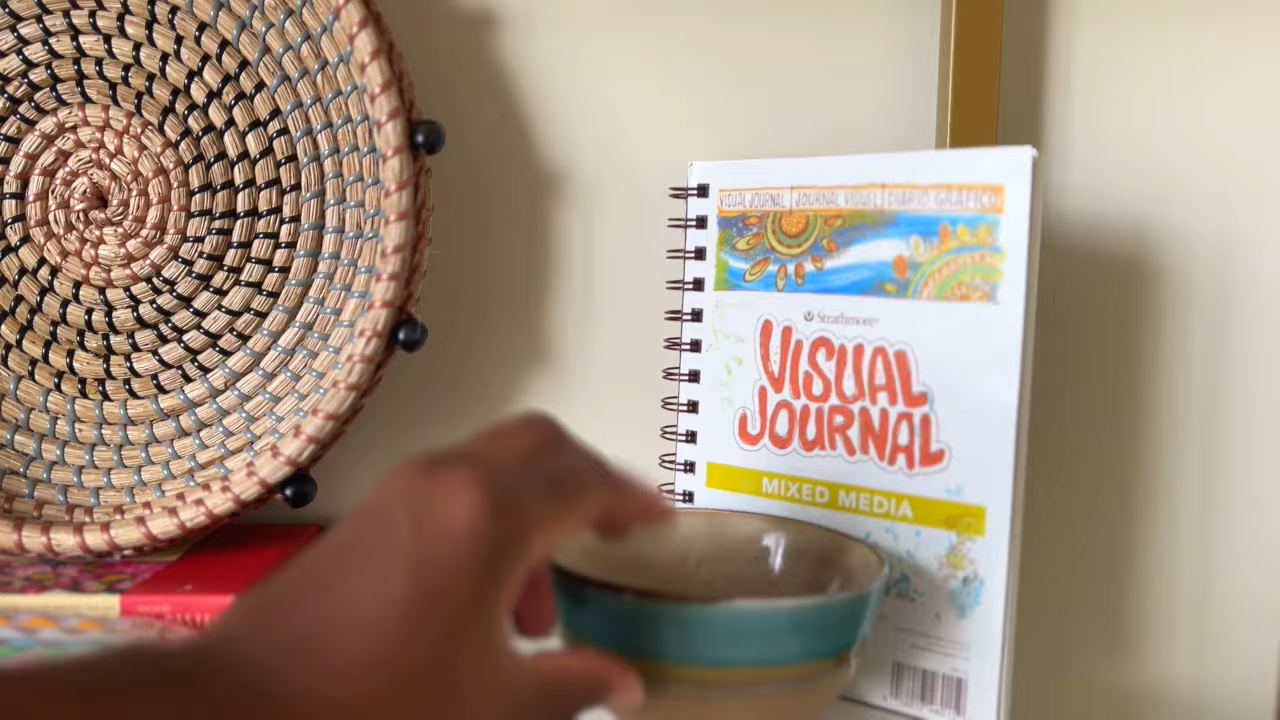 VISUAL JOURNAL | JOURNAL VISUEL | DIARIO GRÁFICO
Strathmore
VISUAL
JOURNAL
MIXED MEDIA